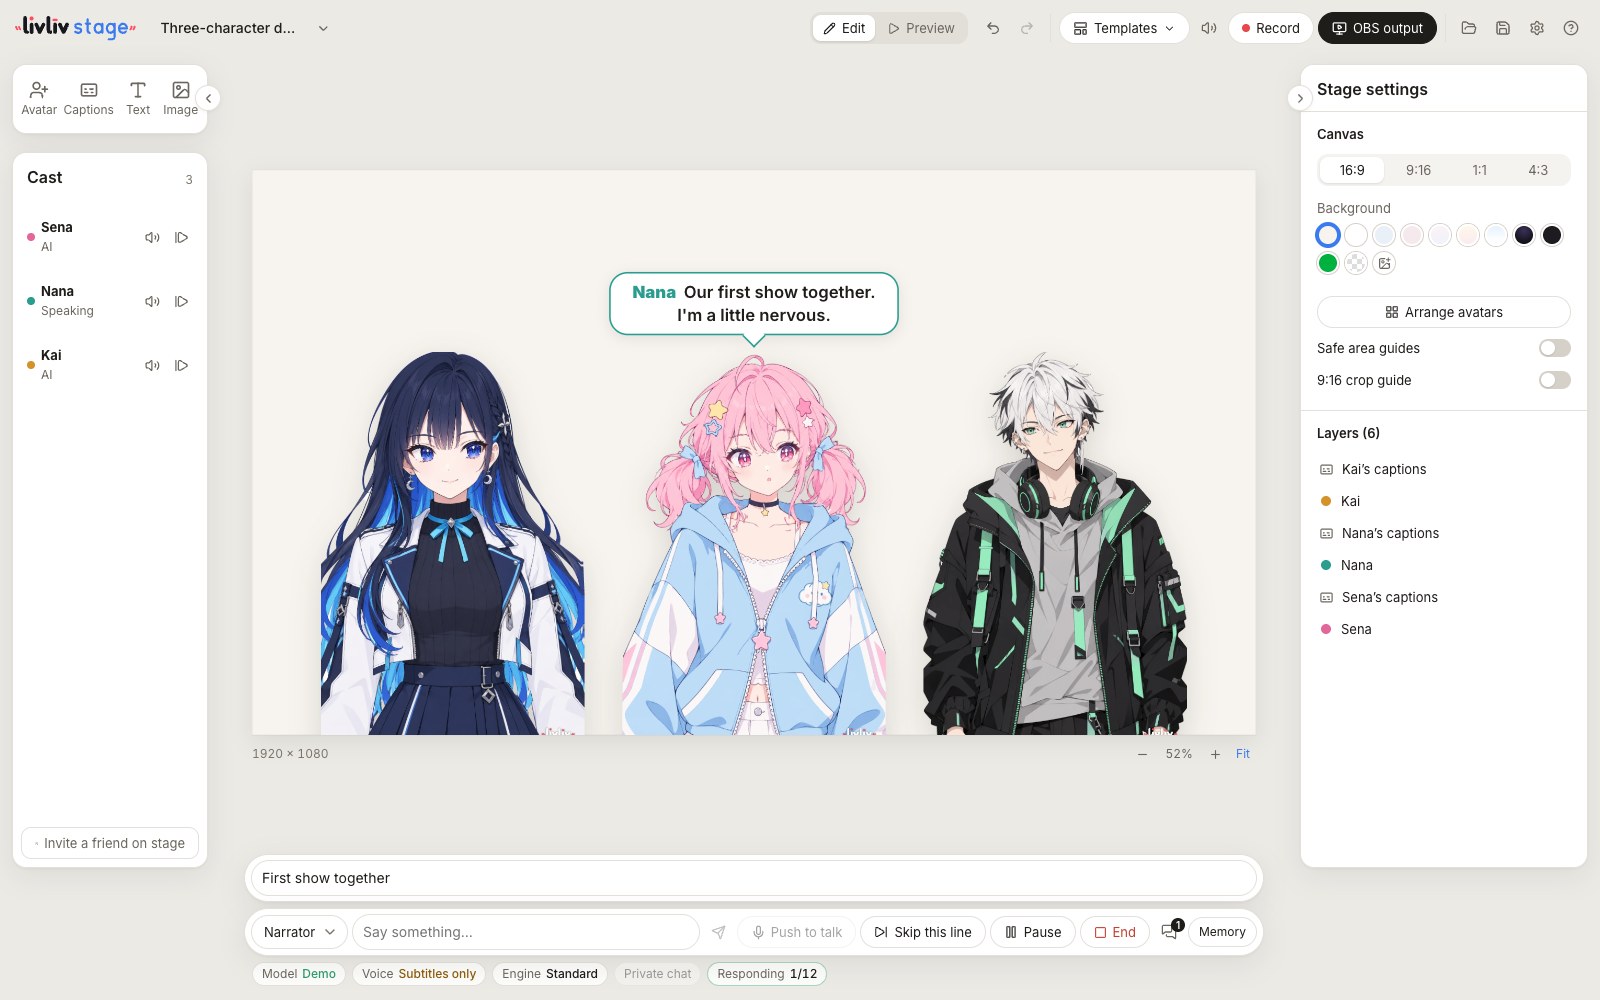 livliv stage
Three-character d...
Edit
Preview
Templates
Record
OBS output
Avatar
Captions
Text
Image
Cast
3
Sena
AI
Nana
Speaking
Kai
AI
Invite a friend on stage
Nana Our first show together.
I'm a little nervous.
1920 × 1080
52%
Fit
First show together
Narrator
Say something...
Push to talk
Skip this line
Pause
End
1
Memory
Model Demo
Voice Subtitles only
Engine Standard
Private chat
Responding 1/12
Stage settings
Canvas
16:9
9:16
1:1
4:3
Background
Arrange avatars
Safe area guides
9:16 crop guide
Layers (6)
Kai's captions
Kai
Nana's captions
Nana
Sena's captions
Sena